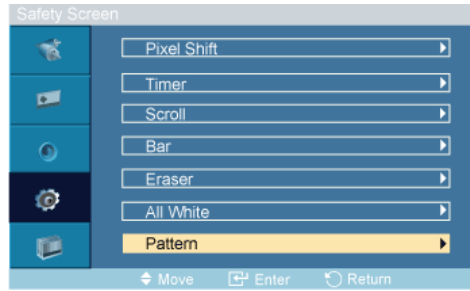 Safety Screen
Pixel Shift
Timer
Scroll
Bar
Eraser
All White
Pattern
Move Enter Return